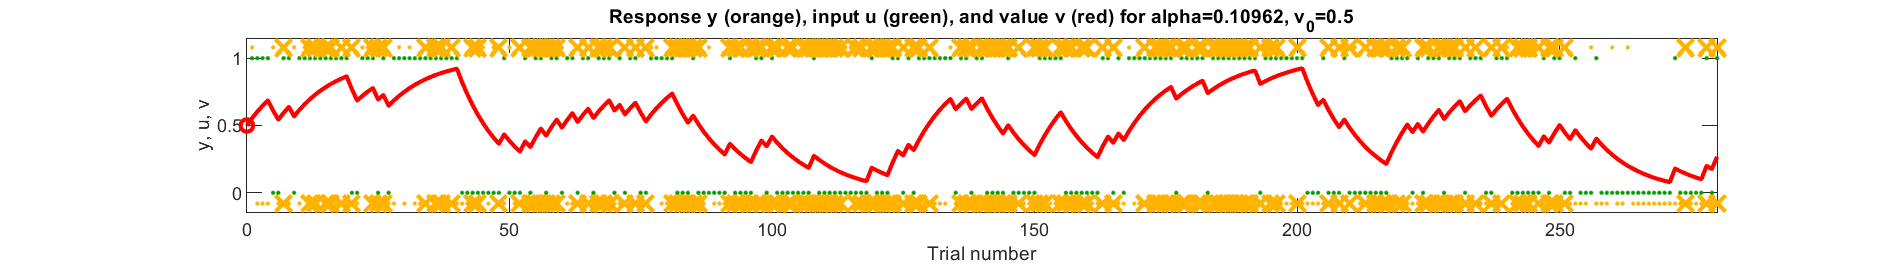 Response y (orange), input u (green), and value v (red) for alpha=0.10962, v0=0.5
y, u, v
1
0.5
0
0 50 100 150 200 250
Trial number